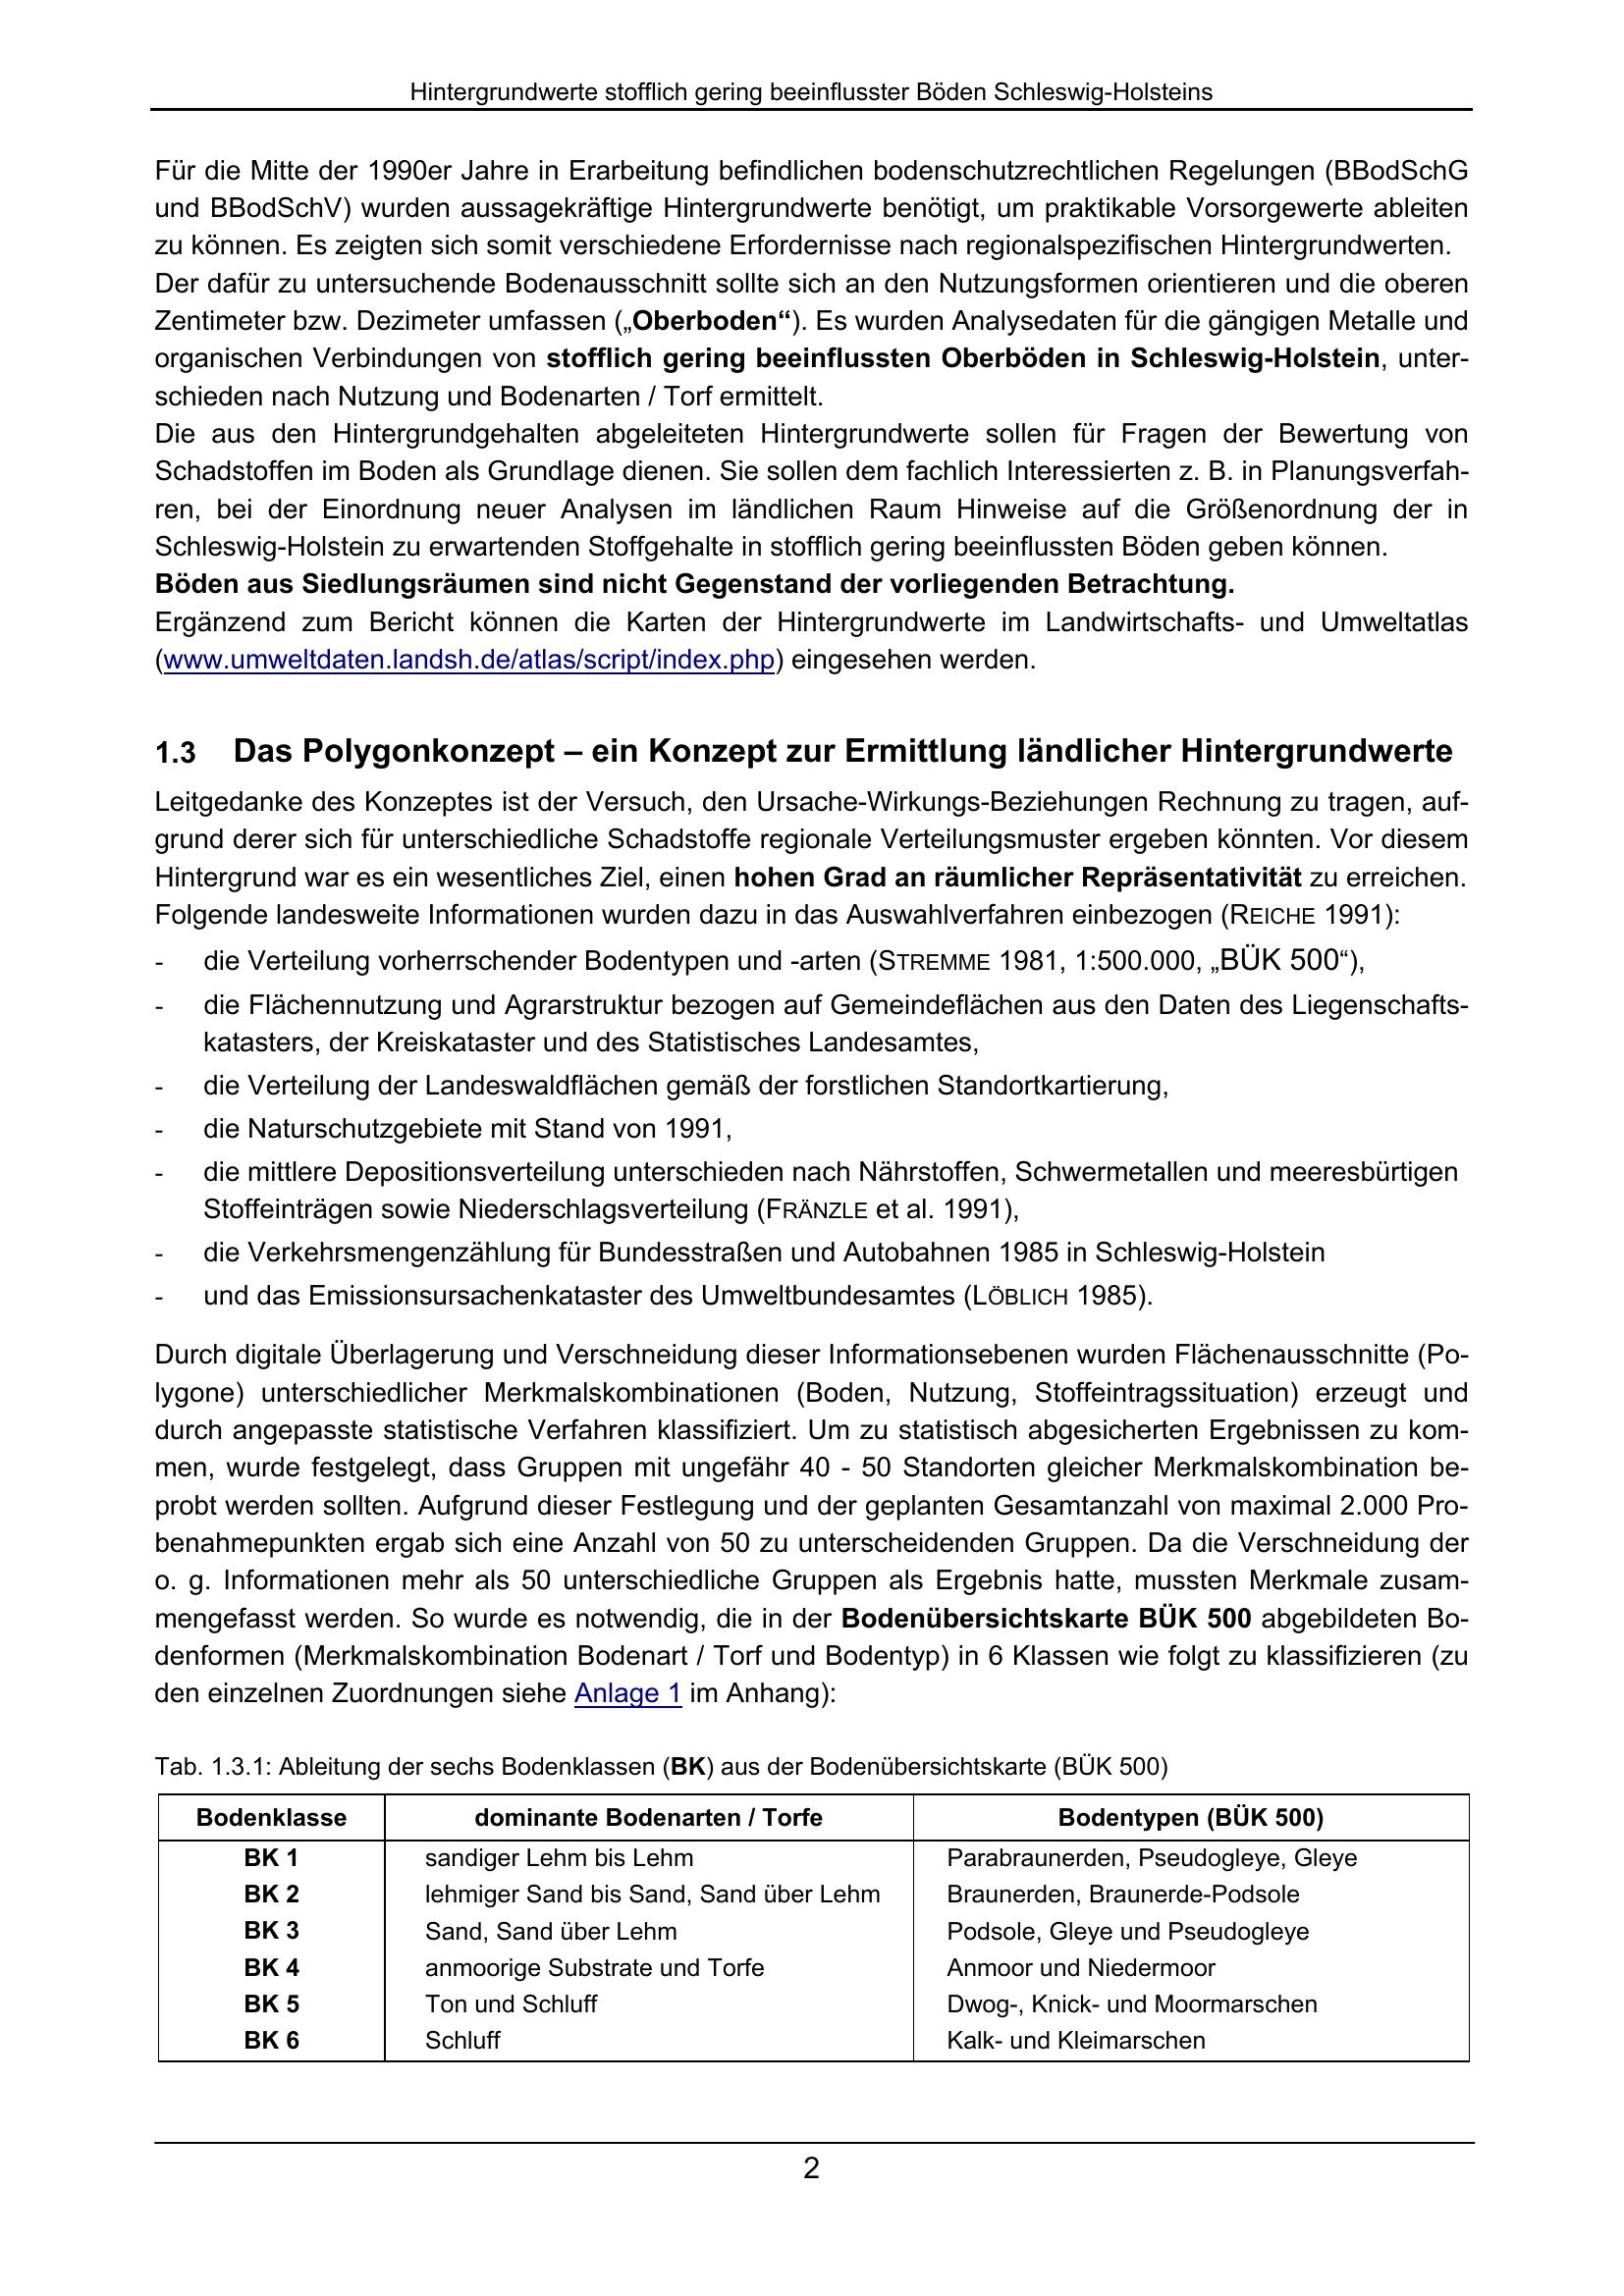 Hintergrundwerte stofflich gering beeinflusster Böden Schleswig-Holsteins
Für die Mitte der 1990er Jahre in Erarbeitung befindlichen bodenschutzrechtlichen Regelungen (BBodSchG
und BBodSchV) wurden aussagekräftige Hintergrundwerte benötigt, um praktikable Vorsorgewerte ableiten
zu können. Es zeigten sich somit verschiedene Erfordernisse nach regionalspezifischen Hintergrundwerten.
Der dafür zu untersuchende Bodenausschnitt sollte sich an den Nutzungsformen orientieren und die oberen
Zentimeter bzw. Dezimeter umfassen („Oberboden“). Es wurden Analysedaten für die gängigen Metalle und
organischen Verbindungen von stofflich gering beeinflussten Oberböden in Schleswig-Holstein, unter-
schieden nach Nutzung und Bodenarten / Torf ermittelt.
Die aus den Hintergrundgehalten abgeleiteten Hintergrundwerte sollen für Fragen der Bewertung von
Schadstoffen im Boden als Grundlage dienen. Sie sollen dem fachlich Interessierten z. B. in Planungsverfah-
ren, bei der Einordnung neuer Analysen im ländlichen Raum Hinweise auf die Größenordnung der in
Schleswig-Holstein zu erwartenden Stoffgehalte in stofflich gering beeinflussten Böden geben können.
Böden aus Siedlungsräumen sind nicht Gegenstand der vorliegenden Betrachtung.
Ergänzend zum Bericht können die Karten der Hintergrundwerte im Landwirtschafts- und Umweltatlas
(www.umweltdaten.landsh.de/atlas/script/index.php) eingesehen werden.
1.3 Das Polygonkonzept – ein Konzept zur Ermittlung ländlicher Hintergrundwerte
Leitgedanke des Konzeptes ist der Versuch, den Ursache-Wirkungs-Beziehungen Rechnung zu tragen, auf-
grund derer sich für unterschiedliche Schadstoffe regionale Verteilungsmuster ergeben könnten. Vor diesem
Hintergrund war es ein wesentliches Ziel, einen hohen Grad an räumlicher Repräsentativität zu erreichen.
Folgende landesweite Informationen wurden dazu in das Auswahlverfahren einbezogen (REICHE 1991):
- die Verteilung vorherrschender Bodentypen und -arten (STREMME 1981, 1:500.000, „BÜK 500“),
- die Flächennutzung und Agrarstruktur bezogen auf Gemeindeflächen aus den Daten des Liegenschafts-
katasters, der Kreiskataster und des Statistisches Landesamtes,
- die Verteilung der Landeswaldflächen gemäß der forstlichen Standortkartierung,
- die Naturschutzgebiete mit Stand von 1991,
- die mittlere Depositionsverteilung unterschieden nach Nährstoffen, Schwermetallen und meeresbürtigen
Stoffeinträgen sowie Niederschlagsverteilung (FRÄNZLE et al. 1991),
- die Verkehrsmengenzählung für Bundesstraßen und Autobahnen 1985 in Schleswig-Holstein
- und das Emissionsursachenkataster des Umweltbundesamtes (LÖBLICH 1985).
Durch digitale Überlagerung und Verschneidung dieser Informationsebenen wurden Flächenausschnitte (Po-
lygone) unterschiedlicher Merkmalskombinationen (Boden, Nutzung, Stoffeintragssituation) erzeugt und
durch angepasste statistische Verfahren klassifiziert. Um zu statistisch abgesicherten Ergebnissen zu kom-
men, wurde festgelegt, dass Gruppen mit ungefähr 40 - 50 Standorten gleicher Merkmalskombination be-
probt werden sollten. Aufgrund dieser Festlegung und der geplanten Gesamtanzahl von maximal 2.000 Pro-
benahmepunkten ergab sich eine Anzahl von 50 zu unterscheidenden Gruppen. Da die Verschneidung der
o. g. Informationen mehr als 50 unterschiedliche Gruppen als Ergebnis hatte, mussten Merkmale zusam-
mengefasst werden. So wurde es notwendig, die in der Bodenübersichtskarte BÜK 500 abgebildeten Bo-
denformen (Merkmalskombination Bodenart / Torf und Bodentyp) in 6 Klassen wie folgt zu klassifizieren (zu
den einzelnen Zuordnungen siehe Anlage 1 im Anhang):
Tab. 1.3.1: Ableitung der sechs Bodenklassen (BK) aus der Bodenübersichtskarte (BÜK 500)
Bodenklasse dominante Bodenarten / Torfe Bodentypen (BÜK 500)
BK 1 sandiger Lehm bis Lehm Parabraunerden, Pseudogleye, Gleye
BK 2 lehmiger Sand bis Sand, Sand über Lehm Braunerden, Braunerde-Podsole
BK 3 Sand, Sand über Lehm Podsole, Gleye und Pseudogleye
BK 4 anmoorige Substrate und Torfe Anmoor und Niedermoor
BK 5 Ton und Schluff Dwog-, Knick- und Moormarschen
BK 6 Schluff Kalk- und Kleimarschen
2